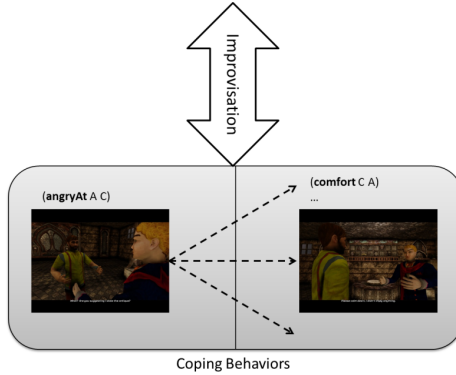 Improvisation
(angryAt A C)
(comfort C A)
...
Coping Behaviors